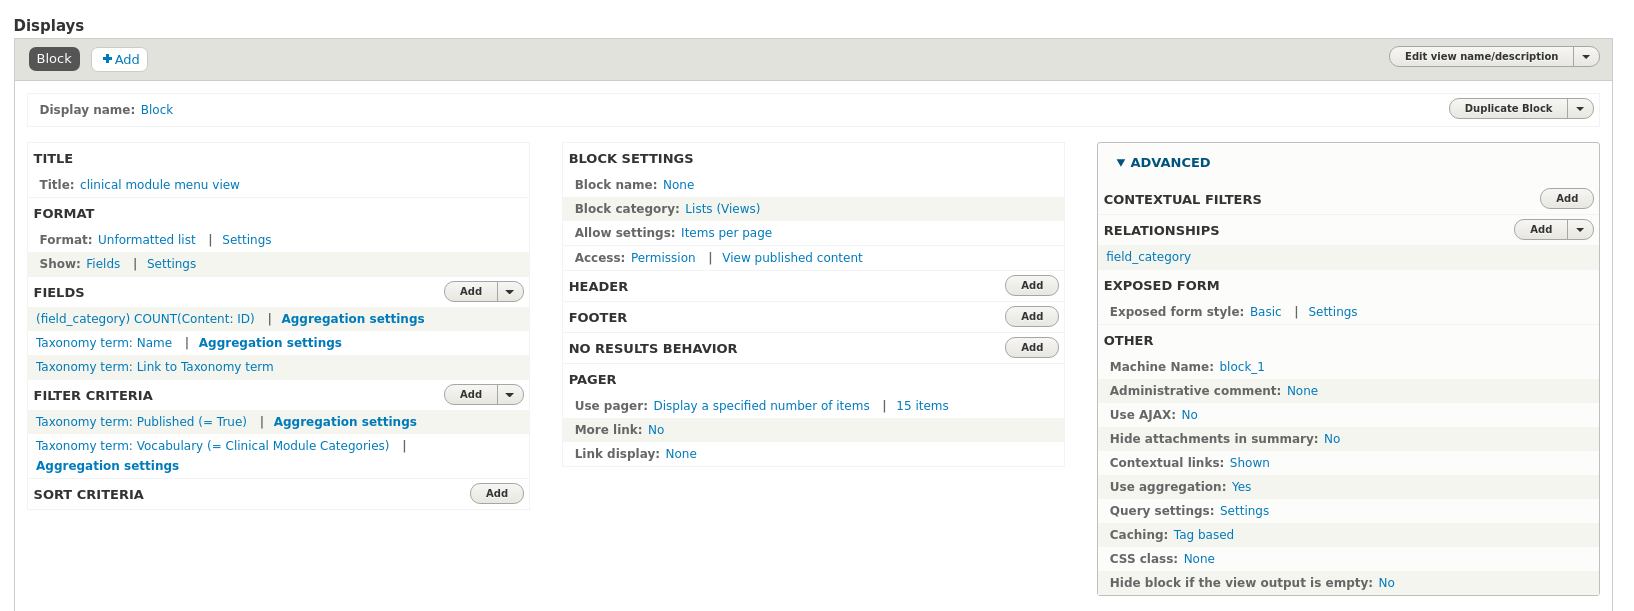 Displays
Block
Add
Edit view name/description
Display name: Block
Duplicate Block
TITLE
Title: clinical module menu view
FORMAT
Format: Unformatted list | Settings
Show: Fields | Settings
FIELDS
Add
(field_category) COUNT(Content: ID) | Aggregation settings
Taxonomy term: Name | Aggregation settings
Taxonomy term: Link to Taxonomy term
FILTER CRITERIA
Add
Taxonomy term: Published (= True) | Aggregation settings
Taxonomy term: Vocabulary (= Clinical Module Categories) |
Aggregation settings
SORT CRITERIA
Add
BLOCK SETTINGS
Block name: None
Block category: Lists (Views)
Allow settings: Items per page
Access: Permission | View published content
HEADER
Add
FOOTER
Add
NO RESULTS BEHAVIOR
Add
PAGER
Use pager: Display a specified number of items | 15 items
More link: No
Link display: None
ADVANCED
CONTEXTUAL FILTERS
Add
RELATIONSHIPS
Add
field_category
EXPOSED FORM
Exposed form style: Basic | Settings
OTHER
Machine Name: block_1
Administrative comment: None
Use AJAX: No
Hide attachments in summary: No
Contextual links: Shown
Use aggregation: Yes
Query settings: Settings
Caching: Tag based
CSS class: None
Hide block if the view output is empty: No